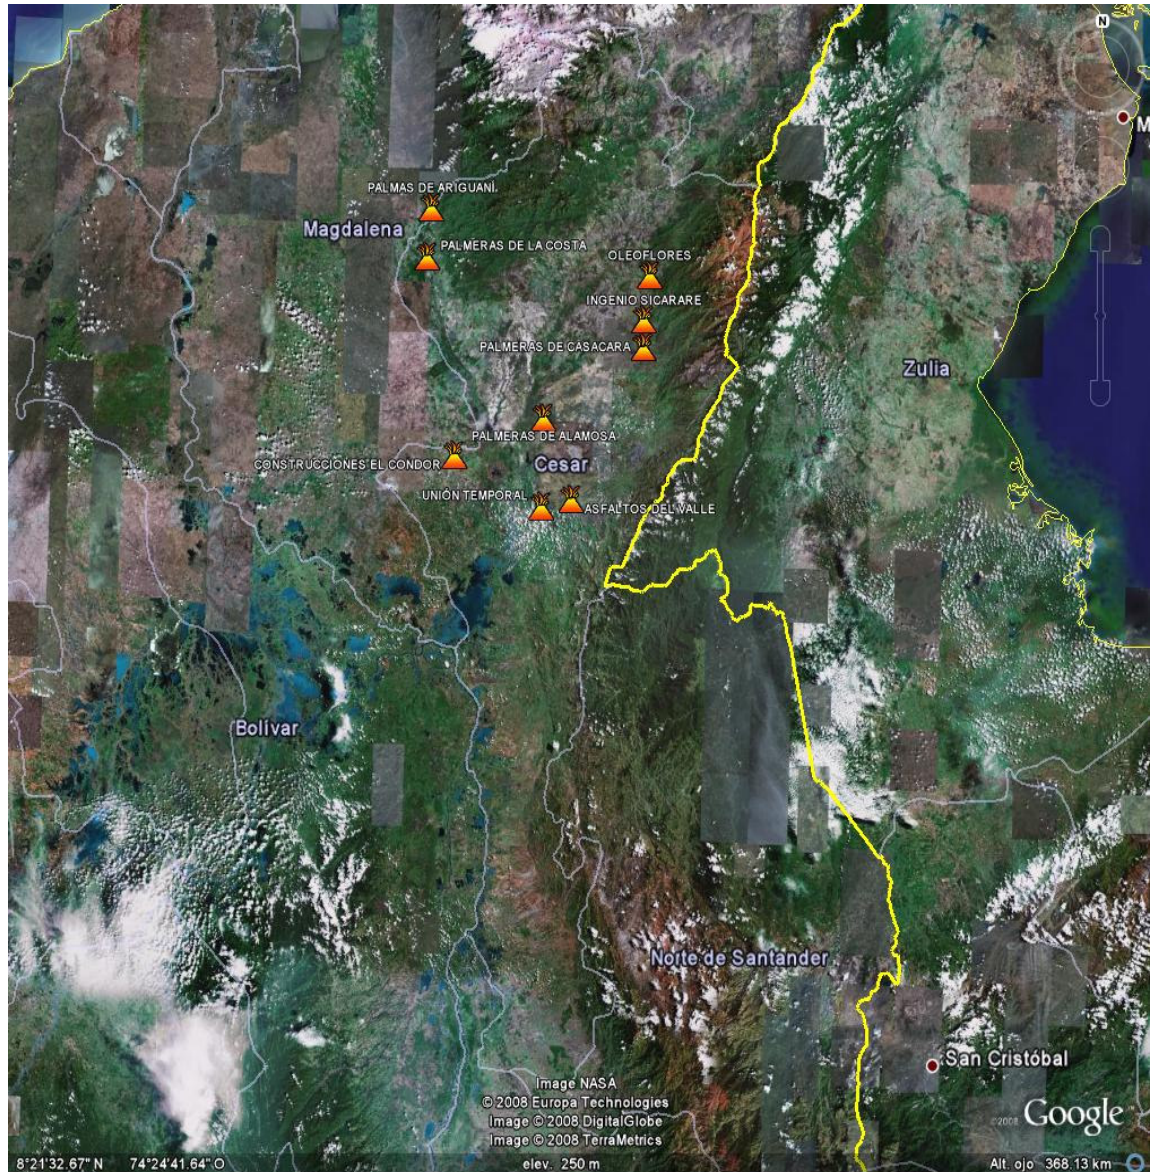 N
M
PALMAS DE ARIGUANÍ
Magdalena
PALMERAS DE LA COSTA
OLEOFLORES
INGENIO SICARARE
PALMERAS DE CASACARA
Zulia
PALMERAS DE ALAMOSA
CONSTRUCCIONES EL CONDOR
Cesar
UNIÓN TEMPORAL
ASFALTOS DEL VALLE
Bolívar
Norte de Santander
San Cristóbal
Image NASA
© 2008 Europa Technologies
Image © 2008 DigitalGlobe
Image © 2008 TerraMetrics
©2008 Google
8°21'32.67" N 74°24'41.64" O elev. 250 m Alt. ojo 368.13 km